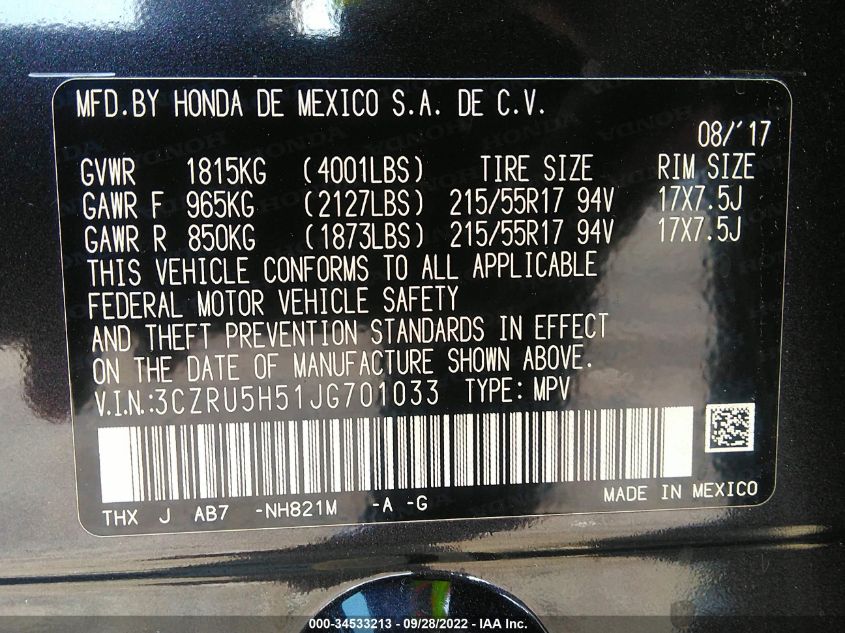 MFD.BY HONDA DE MEXICO S.A. DE C.V.
08/'17
GVWR 1815KG (4001LBS) TIRE SIZE RIM SIZE
GAWR F 965KG (2127LBS) 215/55R17 94V 17X7.5J
GAWR R 850KG (1873LBS) 215/55R17 94V 17X7.5J
THIS VEHICLE CONFORMS TO ALL APPLICABLE
FEDERAL MOTOR VEHICLE SAFETY
AND THEFT PREVENTION STANDARDS IN EFFECT
ON THE DATE OF MANUFACTURE SHOWN ABOVE.
V.I.N.:3CZRU5H51JG701033 TYPE: MPV
THX J AB7 -NH821M -A -G MADE IN MEXICO
000-34533213 - 09/28/2022 - IAA Inc.